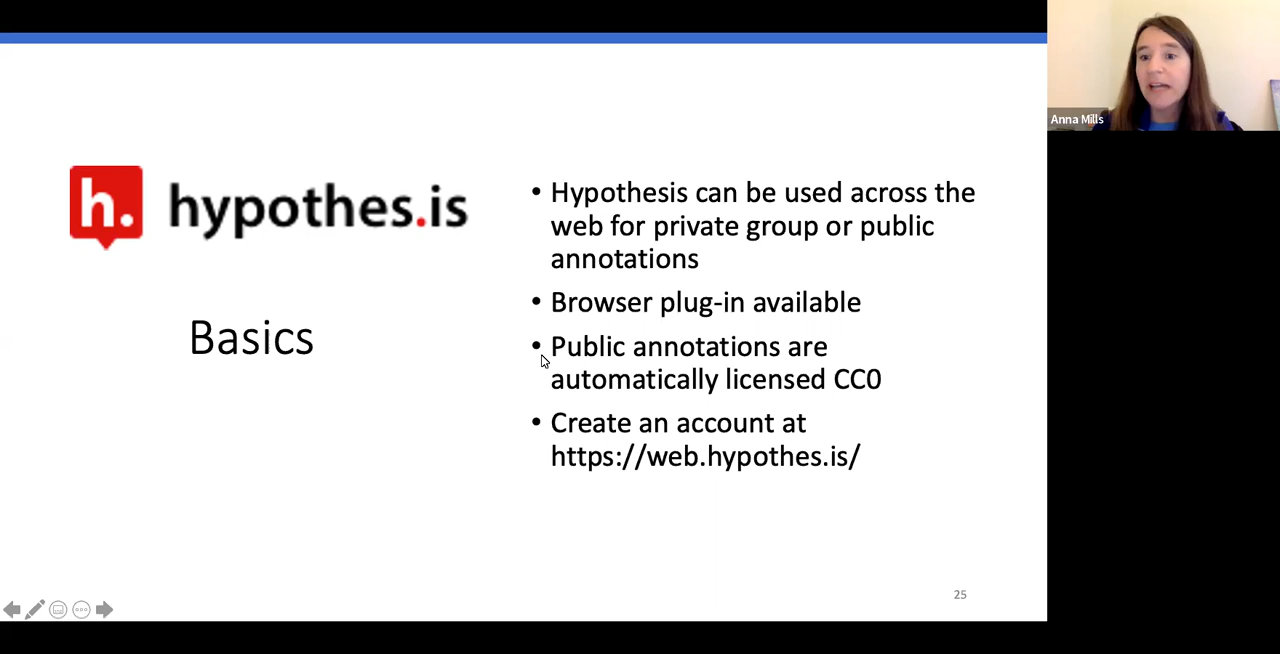 h. hypothes.is
Basics
• Hypothesis can be used across the
web for private group or public
annotations
• Browser plug-in available
• Public annotations are
automatically licensed CC0
• Create an account at
https://web.hypothes.is/
25
Anna Mills